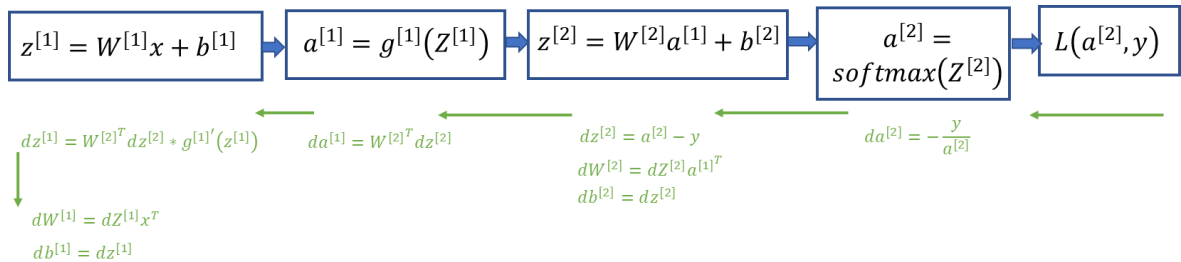 z^[1] = W^[1]x + b^[1]
a^[1] = g^[1](Z^[1])
z^[2] = W^[2]a^[1] + b^[2]
a^[2] =
softmax(Z^[2])
L(a^[2], y)
dz^[1] = W^[2]^T dz^[2] * g^[1]′(z^[1])
da^[1] = W^[2]^T dz^[2]
dz^[2] = a^[2] − y
da^[2] = −y/a^[2]
dW^[2] = dZ^[2]a^[1]^T
db^[2] = dz^[2]
dW^[1] = dZ^[1]x^T
db^[1] = dz^[1]